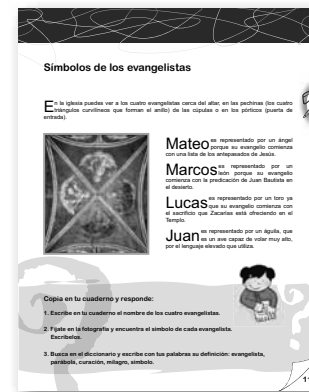 Símbolos de los evangelistas
En la iglesia puedes ver a los cuatro evangelistas cerca del altar, en las pechinas (los cuatro
triángulos curvilíneos que forman el anillo) de las cúpulas o en los pórticos (puerta de
entrada).
Mateo es representado por un ángel
porque su evangelio comienza
con una lista de los antepasados de Jesús.
Marcos es representado por un
león porque su evangelio
comienza con la predicación de Juan Bautista en
el desierto.
Lucas es representado por un toro ya
que su evangelio comienza con
el sacrificio que Zacarías está ofreciendo en el
Templo.
Juan es representado por un águila, que
es un ave capaz de volar muy alto,
por el lenguaje elevado que utiliza.
Copia en tu cuaderno y responde:
1. Escribe en tu cuaderno el nombre de los cuatro evangelistas.
2. Fíjate en la fotografía y encuentra el símbolo de cada evangelista.
Escríbelos.
3. Busca en el diccionario y escribe con tus palabras su definición: evangelista,
parábola, curación, milagro, símbolo.